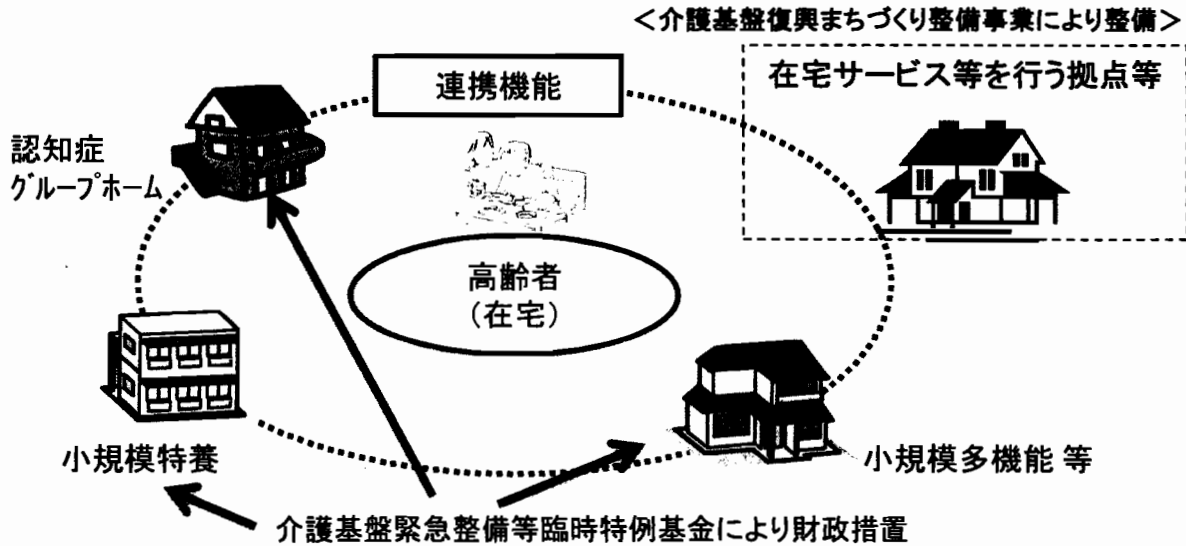 ＜介護基盤復興まちづくり整備事業により整備＞
連携機能
在宅サービス等を行う拠点等
認知症
グループホーム
高齢者
（在宅）
小規模特養
小規模多機能 等
介護基盤緊急整備等臨時特例基金により財政措置